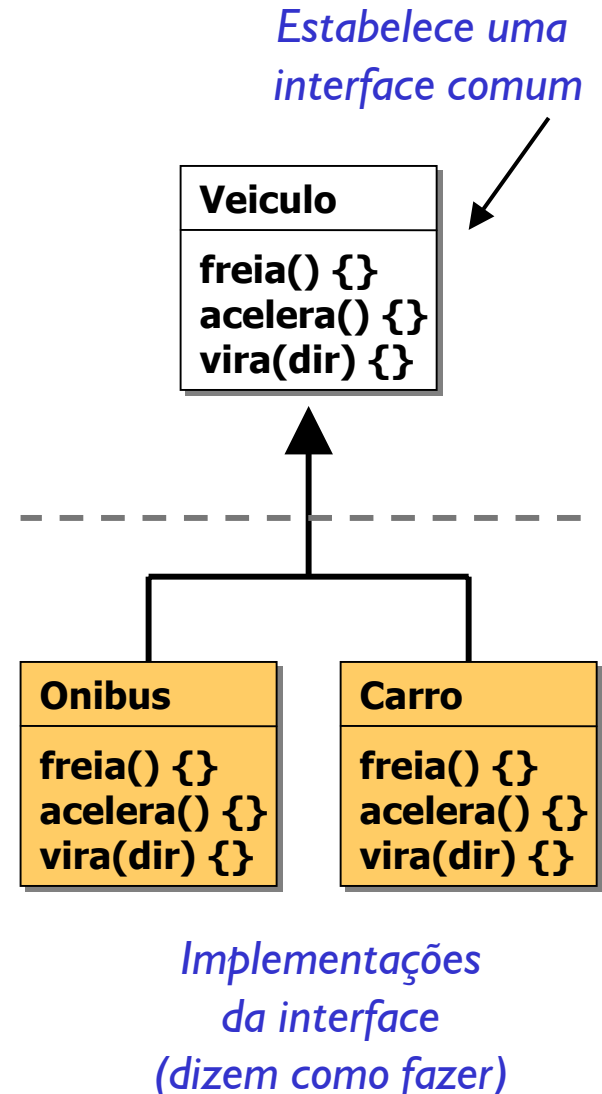 Estabelece uma
interface comum
Veiculo
freia() {}
acelera() {}
vira(dir) {}
Onibus
freia() {}
acelera() {}
vira(dir) {}
Carro
freia() {}
acelera() {}
vira(dir) {}
Implementações
da interface
(dizem como fazer)